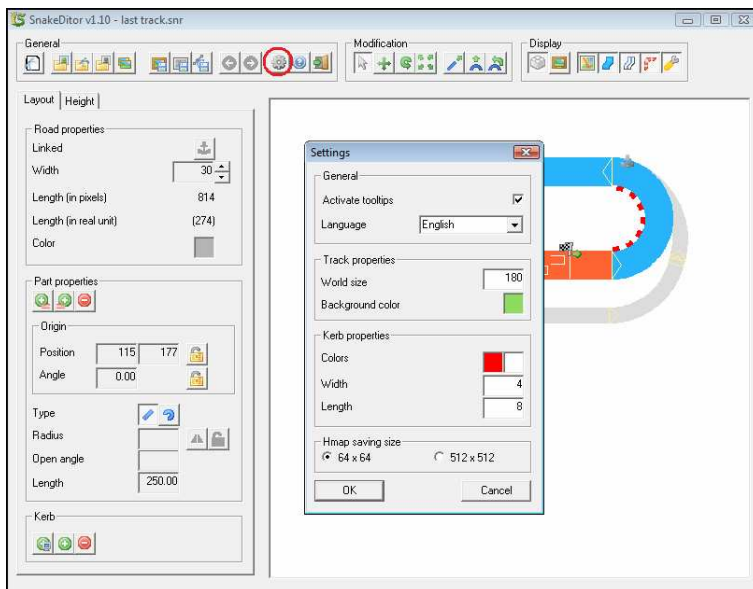 SnakeDitor v1.10 - last track.snr
General
Modification
Display
Layout
Height
Road properties
Linked
Width 30
Length (in pixels) 814
Length (in real unit) (274)
Color
Part properties
Origin
Position 115 177
Angle 0.00
Type
Radius
Open angle
Length 250.00
Kerb
Settings
General
Activate tooltips
Language English
Track properties
World size 180
Background color
Kerb properties
Colors
Width 4
Length 8
Hmap saving size
64 x 64 512 x 512
OK Cancel